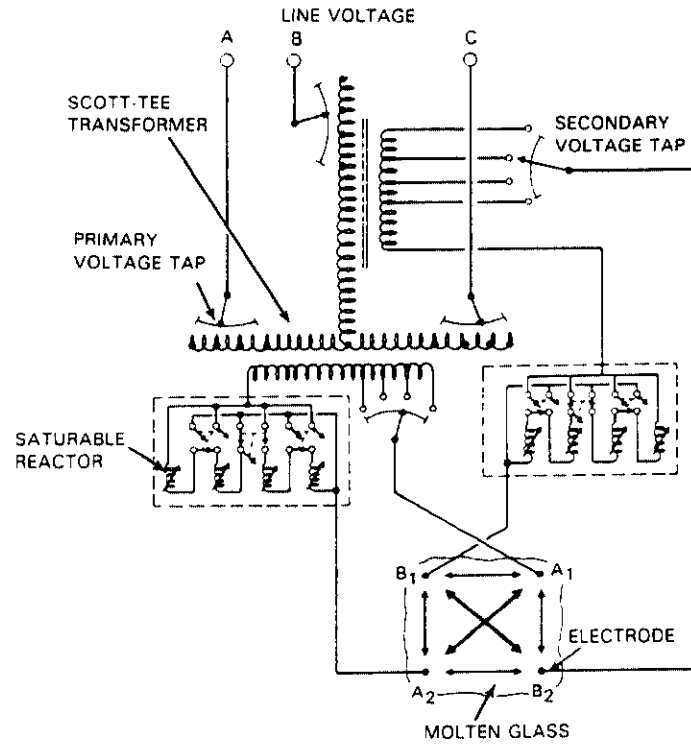 LINE VOLTAGE
A
B
C
SCOTT-TEE
TRANSFORMER
SECONDARY
VOLTAGE TAP
PRIMARY
VOLTAGE TAP
SATURABLE
REACTOR
B1
A1
ELECTRODE
A2
B2
MOLTEN GLASS